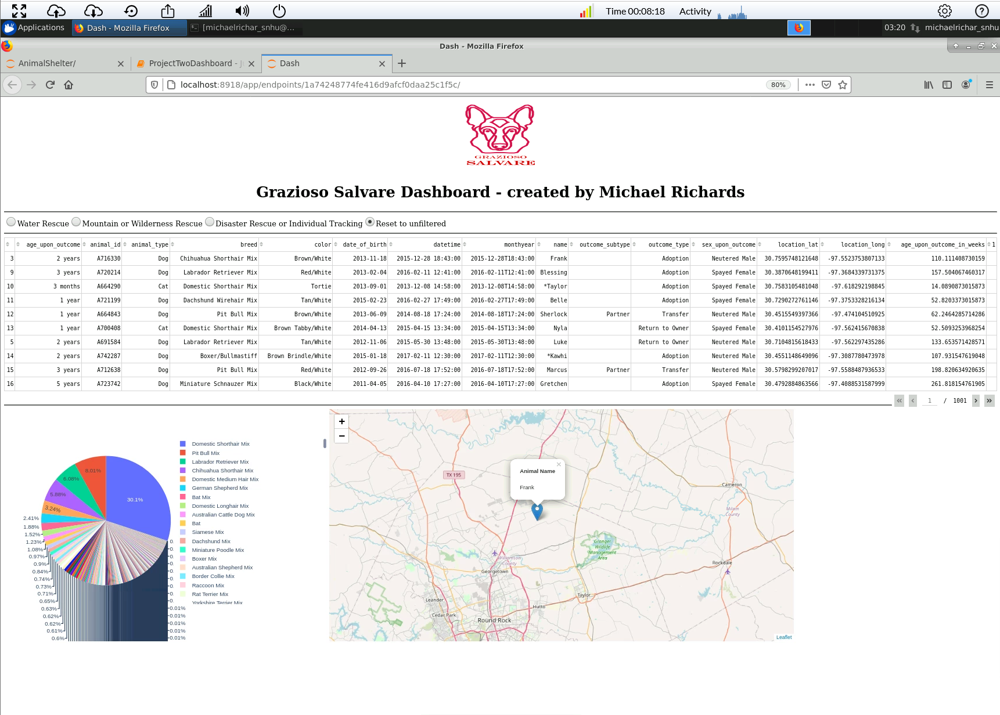 Time 00:08:18 Activity
Applications Dash - Mozilla Firefox [michaelrichar_snhu@... 03:20 michaelrichar_snhu
Dash - Mozilla Firefox
AnimalShelter/ ProjectTwoDashboard - Dash
localhost:8918/app/endpoints/1a74248774fe416d9afcf0daa25c1f5c/ 80%
GRAZIOSO
SALVARE
Grazioso Salvare Dashboard - created by Michael Richards
Water Rescue Mountain or Wilderness Rescue Disaster Rescue or Individual Tracking Reset to unfiltered
age_upon_outcome animal_id animal_type breed color date_of_birth datetime monthyear name outcome_subtype outcome_type sex_upon_outcome location_lat location_long age_upon_outcome_in_weeks 1
3 2 years A716330 Dog Chihuahua Shorthair Mix Brown/White 2013-11-18 2015-12-28 18:43:00 2015-12-28T18:43:00 Frank Adoption Neutered Male 30.7595748121648 -97.5523753807133 110.111408730159
9 3 years A720214 Dog Labrador Retriever Mix Red/White 2013-02-04 2016-02-11 12:41:00 2016-02-11T12:41:00 Blessing Adoption Spayed Female 30.3870648199411 -97.3684339731375 157.504067460317
10 3 months A664290 Cat Domestic Shorthair Mix Tortie 2013-09-01 2013-12-08 14:58:00 2013-12-08T14:58:00 *Taylor Adoption Spayed Female 30.7583105481048 -97.618292198845 14.0890873015873
11 1 year A721199 Dog Dachshund Wirehair Mix Tan/White 2015-02-23 2016-02-27 17:49:00 2016-02-27T17:49:00 Belle Adoption Spayed Female 30.7290272761146 -97.3753328216134 52.8203373015873
12 1 year A664843 Dog Pit Bull Mix Brown/White 2013-06-09 2014-08-18 17:24:00 2014-08-18T17:24:00 Sherlock Partner Transfer Neutered Male 30.4515549397366 -97.474104510925 62.2464285714286
13 1 year A700408 Cat Domestic Shorthair Mix Brown Tabby/White 2014-04-13 2015-04-15 13:34:00 2015-04-15T13:34:00 Nyla Return to Owner Spayed Female 30.4101154527976 -97.562415670838 52.5093253968254
5 2 years A691584 Dog Labrador Retriever Mix Tan/White 2012-11-06 2015-05-30 13:48:00 2015-05-30T13:48:00 Luke Return to Owner Neutered Male 30.7104815618433 -97.562297435286 133.653571428571
14 2 years A742287 Dog Boxer/Bullmastiff Brown Brindle/White 2015-01-18 2017-02-11 12:30:00 2017-02-11T12:30:00 *Kawhi Adoption Neutered Male 30.4551148649096 -97.3087780473978 107.931547619048
15 3 years A712638 Dog Pit Bull Mix Red/White 2012-09-26 2016-07-18 17:52:00 2016-07-18T17:52:00 Marcus Partner Transfer Neutered Male 30.5798299207017 -97.5588487936533 198.820634920635
16 5 years A723742 Dog Miniature Schnauzer Mix Black/White 2011-04-05 2016-04-10 17:27:00 2016-04-10T17:27:00 Gretchen Adoption Spayed Female 30.4792884863566 -97.4088531587999 261.818154761905
1 / 1001
30.1%
8.01%
6.08%
5.88%
3.24%
2.41%
1.88%
1.52%
1.23%
1.08%
0.97%
0.9%
0.84%
0.74%
0.73%
0.71%
0.65%
0.63%
0.62%
0.62%
0.61%
0.6%
0.
0.
0.
0.
0.
0.
0.
0.
0.
0.01%
0.01%
0.01%
0.01%
0.01%
Domestic Shorthair Mix
Pit Bull Mix
Labrador Retriever Mix
Chihuahua Shorthair Mix
Domestic Medium Hair Mix
German Shepherd Mix
Bat Mix
Domestic Longhair Mix
Australian Cattle Dog Mix
Bat
Siamese Mix
Dachshund Mix
Miniature Poodle Mix
Boxer Mix
Australian Shepherd Mix
Border Collie Mix
Raccoon Mix
Rat Terrier Mix
Yorkshire Terrier Mix
+
−
Animal Name
Frank
TX 195
Cameron
Milam
County
Granger
Wildlife
Management
Area
Williamson
County
Rockdale
Georgetown
Taylor
Leander
Hutto
Cedar Park
Round Rock
Leaflet